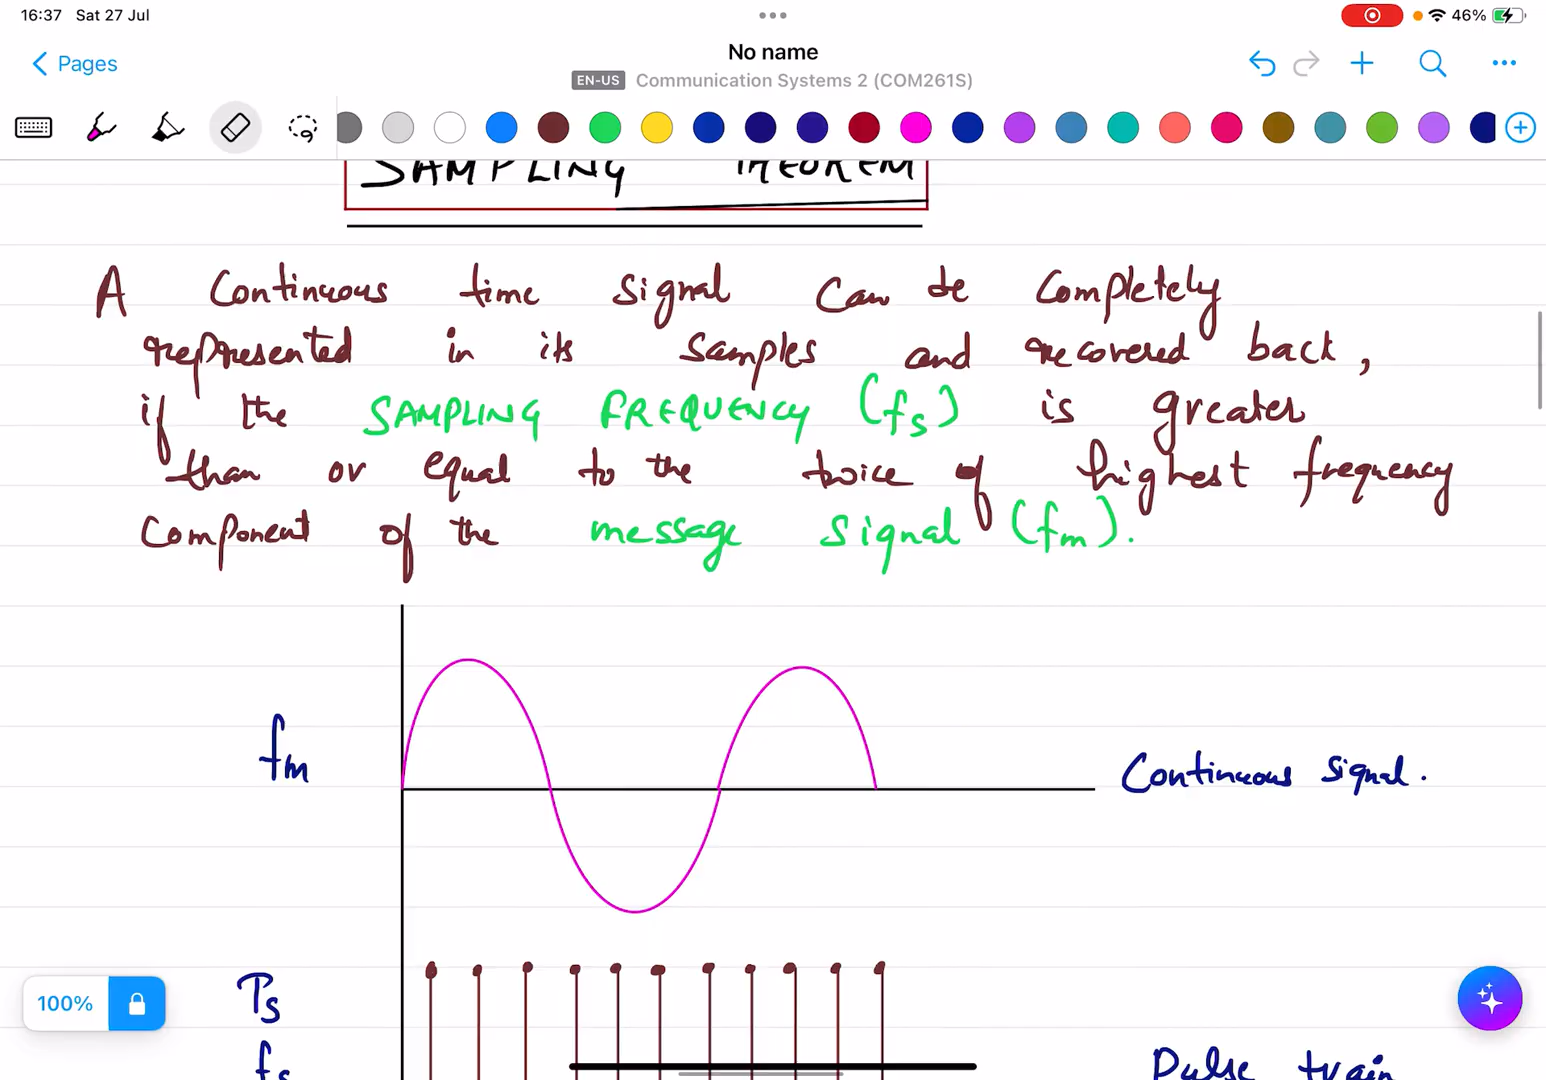 16:37 Sat 27 Jul
46%
Pages
No name
EN-US Communication Systems 2 (COM261S)
SAMPLING THEOREM
A Continuous time signal can be completely
represented in its samples and recovered back,
if the SAMPLING FREQUENCY (fs) is greater
than or equal to the twice of highest frequency
component of the message signal (fm).
fm
Continuous signal.
100%
Ts
fs
Pulse train